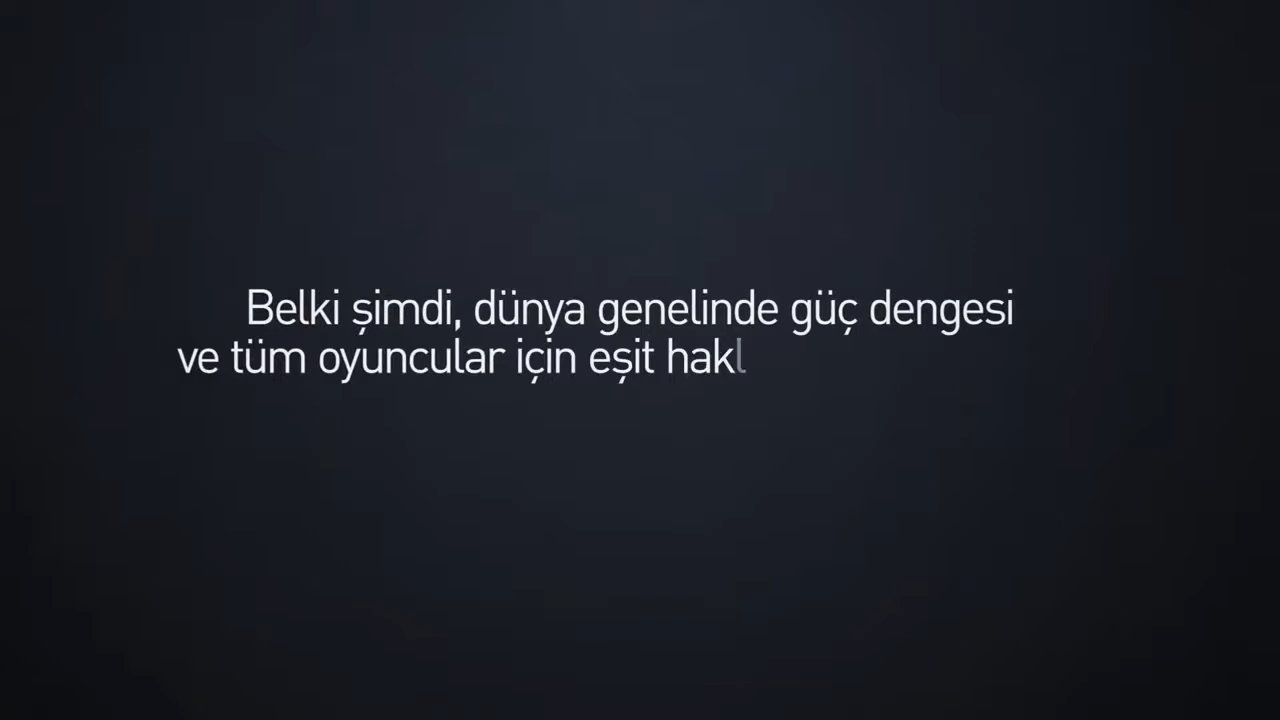 Belki şimdi, dünya genelinde güç dengesi
ve tüm oyuncular için eşit hakl